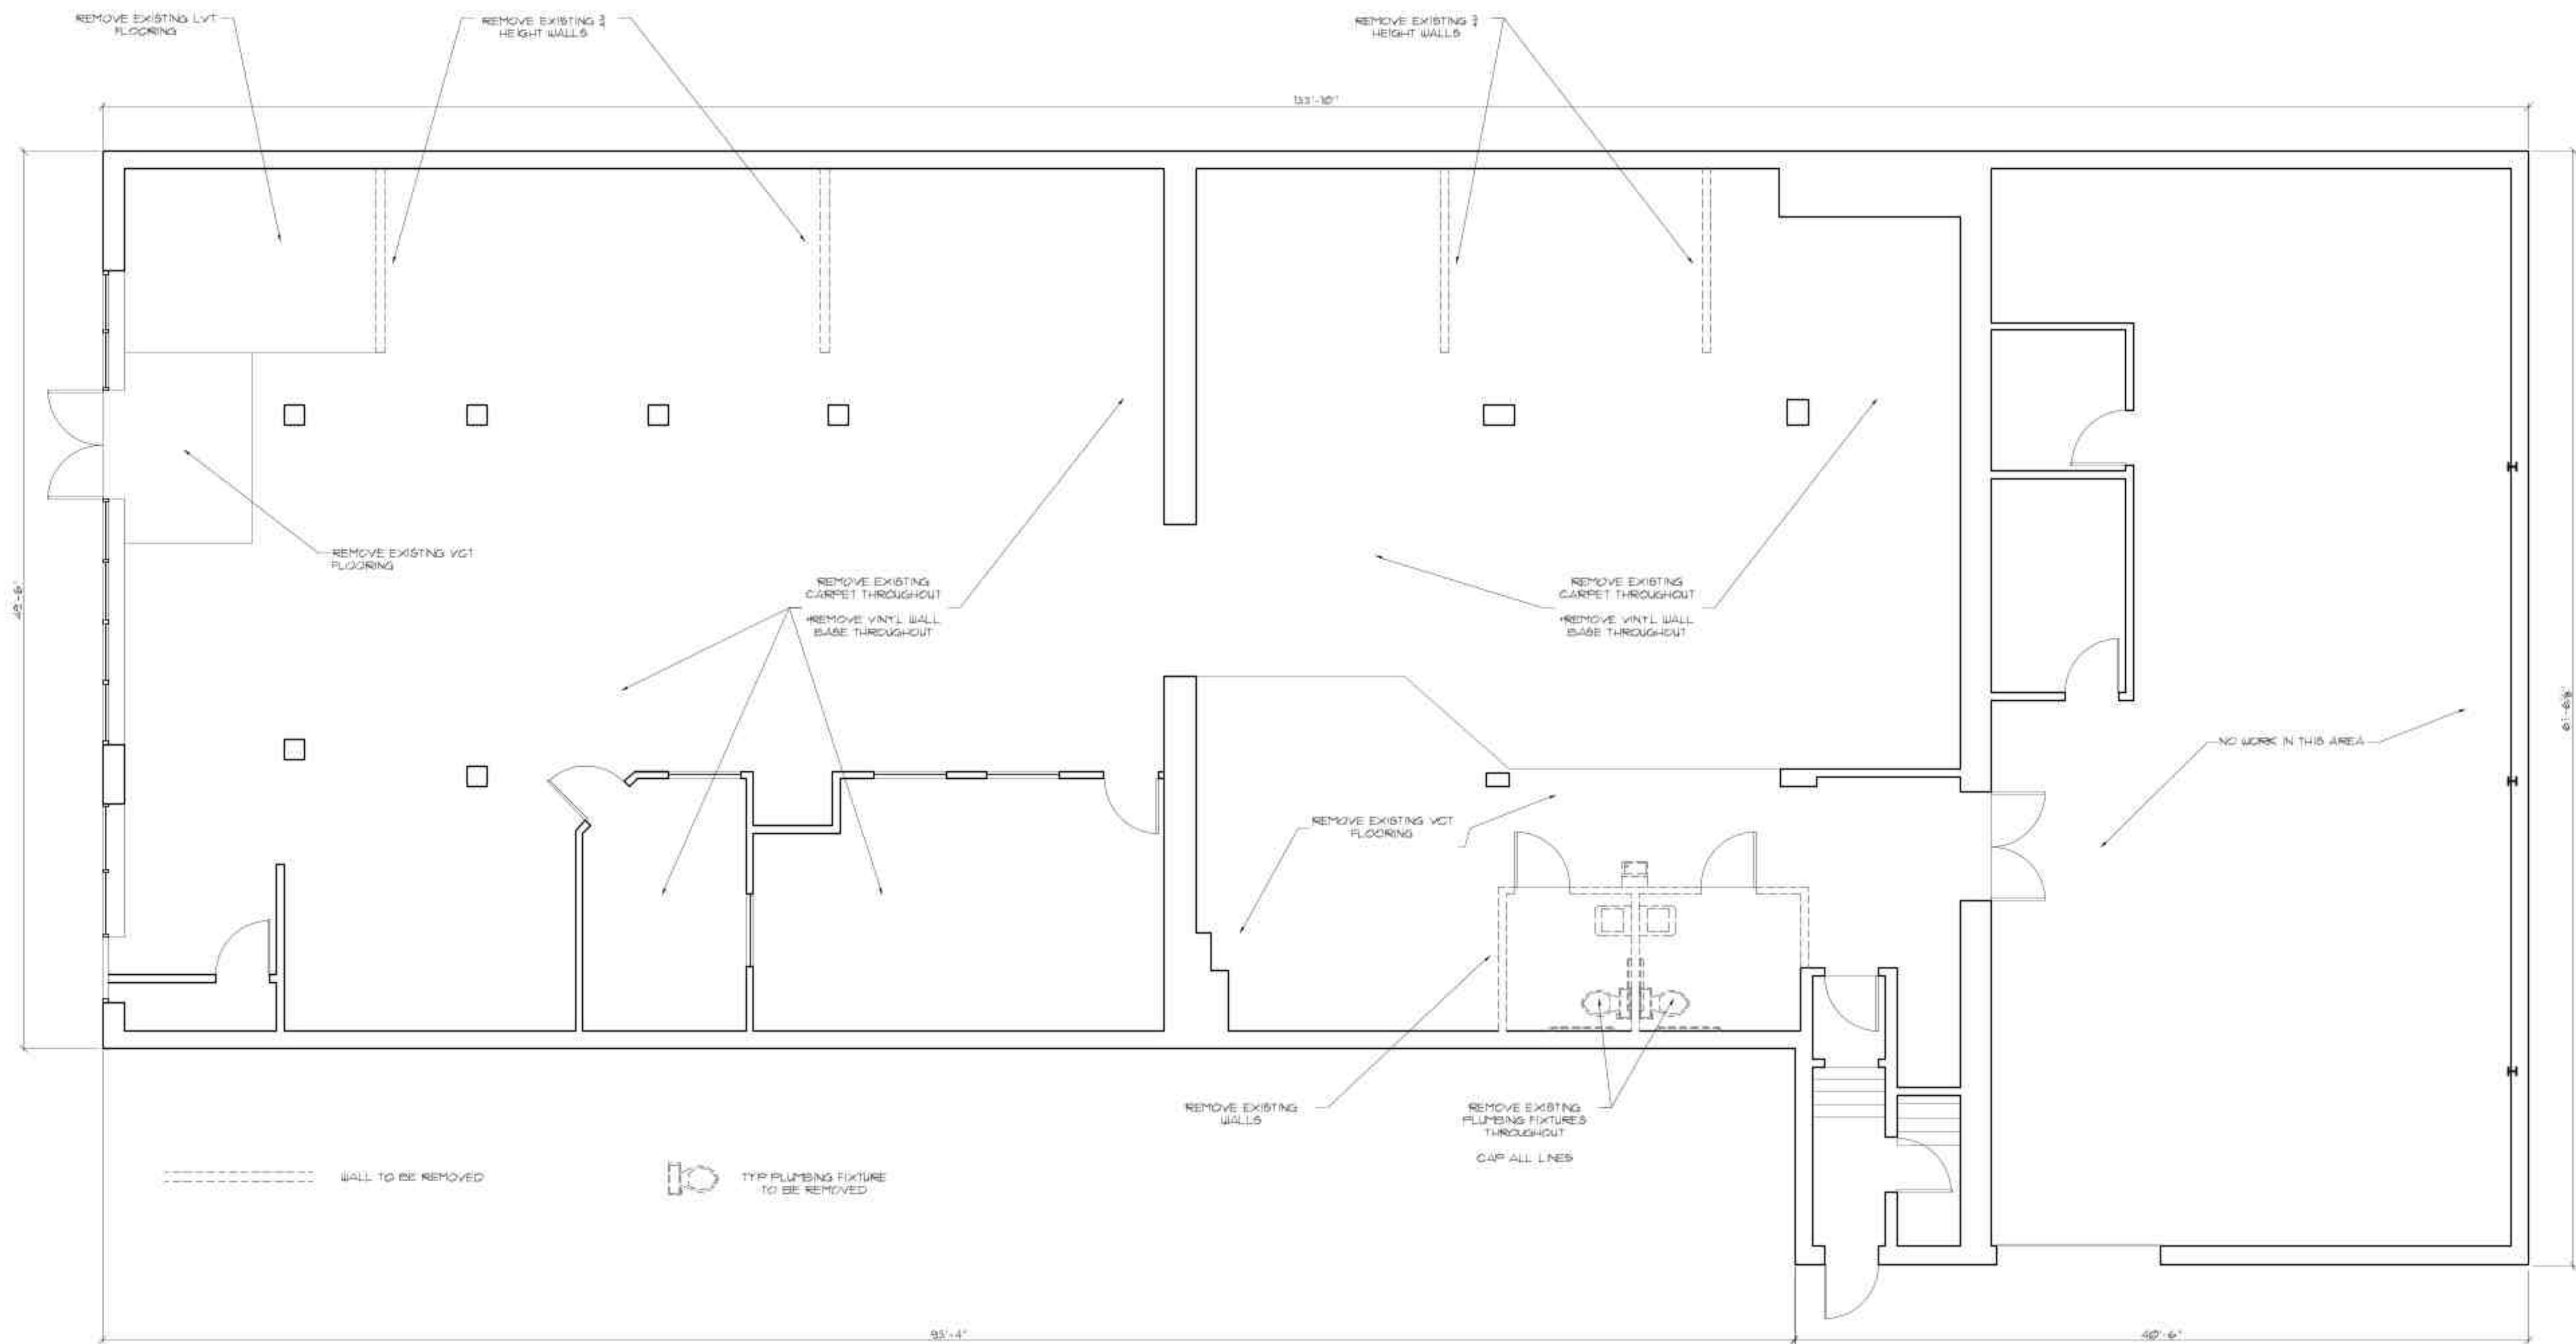 REMOVE EXISTING LVT
FLOORING
REMOVE EXISTING 3/4
HEIGHT WALLS
REMOVE EXISTING 3/4
HEIGHT WALLS
133'-10"
49'-6"
REMOVE EXISTING VCT
FLOORING
REMOVE EXISTING
CARPET THROUGHOUT
*REMOVE VINYL WALL
BASE THROUGHOUT
REMOVE EXISTING
CARPET THROUGHOUT
*REMOVE VINYL WALL
BASE THROUGHOUT
NO WORK IN THIS AREA
REMOVE EXISTING VCT
FLOORING
REMOVE EXISTING
WALLS
REMOVE EXISTING
PLUMBING FIXTURES
THROUGHOUT
CAP ALL LINES
WALL TO BE REMOVED
TYP PLUMBING FIXTURE
TO BE REMOVED
93'-4"
40'-6"